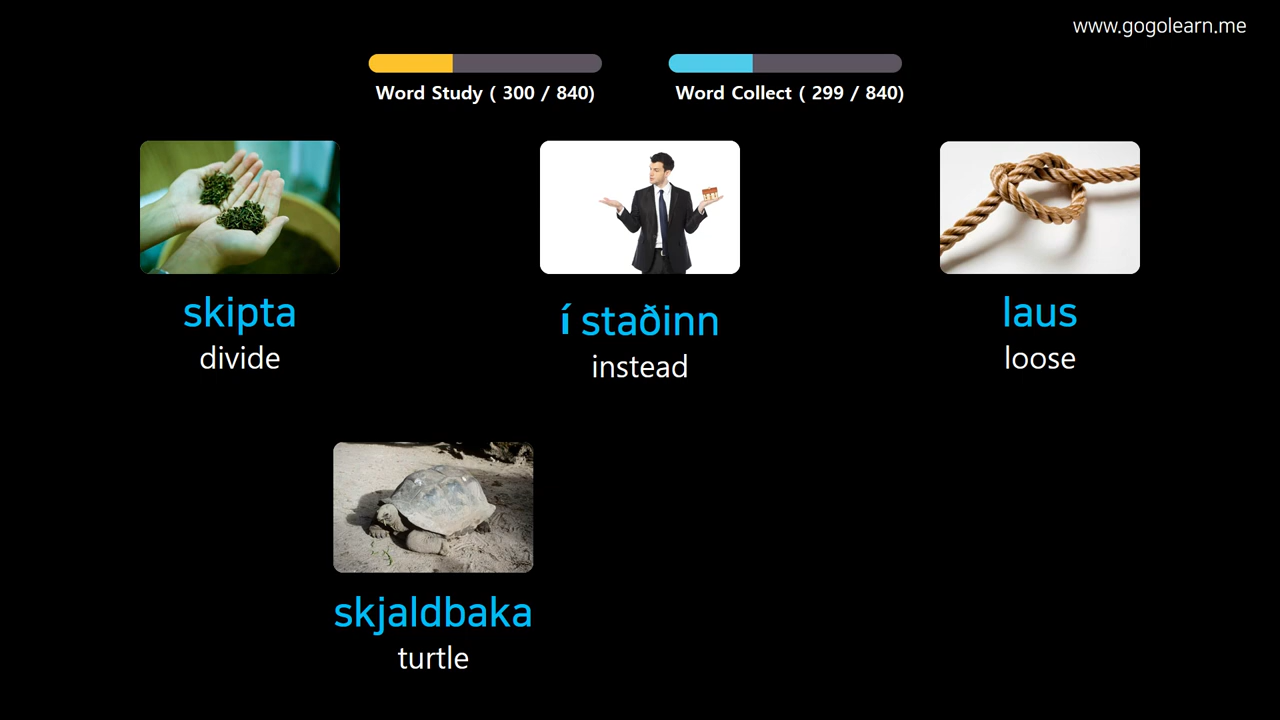 www.gogolearn.me
Word Study ( 300 / 840)
Word Collect ( 299 / 840)
skipta
divide
í staðinn
instead
laus
loose
skjaldbaka
turtle